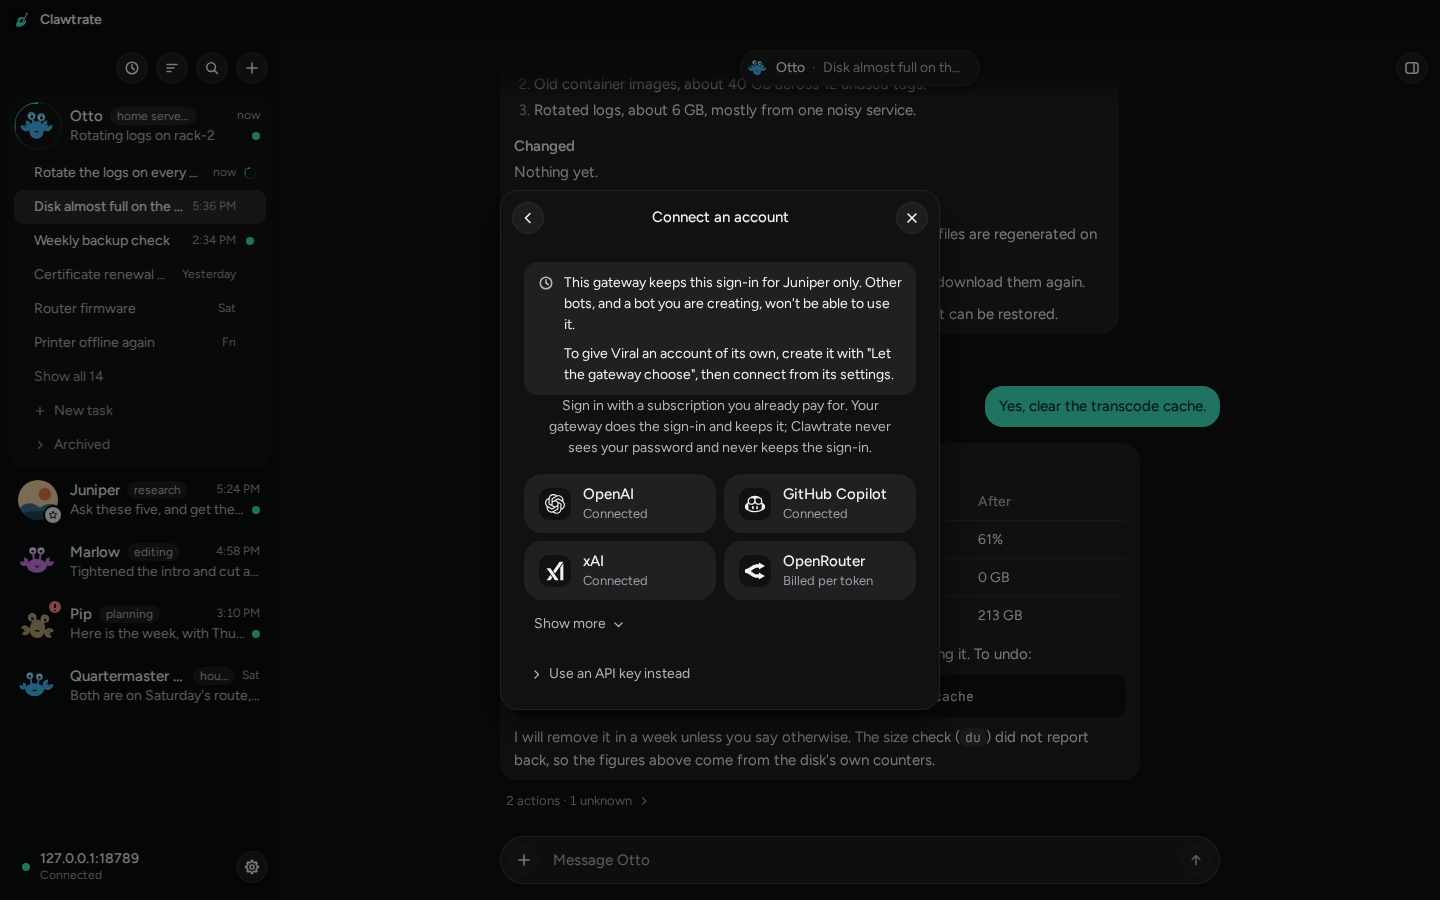 Clawtrate
Otto · Disk almost full on th...
Otto home serve... now
Rotating logs on rack-2
Rotate the logs on every ... now
Disk almost full on the ... 5:36 PM
Weekly backup check 2:34 PM
Certificate renewal ... Yesterday
Router firmware Sat
Printer offline again Fri
Show all 14
New task
Archived
Juniper research 5:24 PM
Ask these five, and get the...
Marlow editing 4:58 PM
Tightened the intro and cut a...
Pip planning 3:10 PM
Here is the week, with Thu...
Quartermaster ... hou... Sat
Both are on Saturday's route,...
127.0.0.1:18789
Connected
2. Old container images, about 40 GB across 12 unused tags.
3. Rotated logs, about 6 GB, mostly from one noisy service.
Changed
Nothing yet.
files are regenerated on
download them again.
t can be restored.
Connect an account
This gateway keeps this sign-in for Juniper only. Other
bots, and a bot you are creating, won't be able to use
it.
To give Viral an account of its own, create it with "Let
the gateway choose", then connect from its settings.
Sign in with a subscription you already pay for. Your
gateway does the sign-in and keeps it; Clawtrate never
sees your password and never keeps the sign-in.
OpenAI
Connected
GitHub Copilot
Connected
xAI
Connected
OpenRouter
Billed per token
Show more
Use an API key instead
Yes, clear the transcode cache.
After
61%
0 GB
213 GB
ng it. To undo:
cache
I will remove it in a week unless you say otherwise. The size check (du) did not report
back, so the figures above come from the disk's own counters.
2 actions · 1 unknown
Message Otto